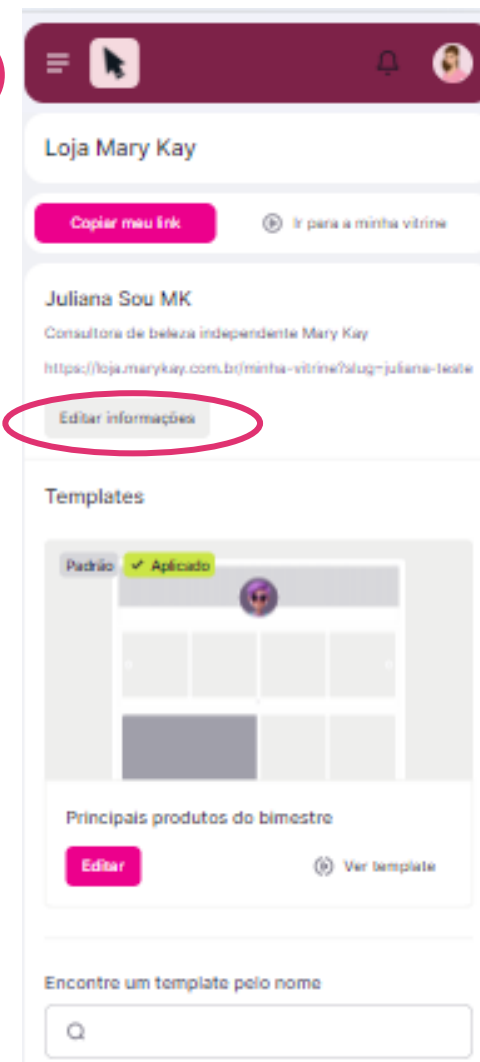 Loja Mary Kay
Copiar meu link
Ir para a minha vitrine
Juliana Sou MK
Consultora de beleza independente Mary Kay
https://loja.marykay.com.br/minha-vitrine?slug=juliana-teste
Editar informações
Templates
Padrão
Aplicado
Principais produtos do bimestre
Editar
Ver template
Encontre um template pelo nome